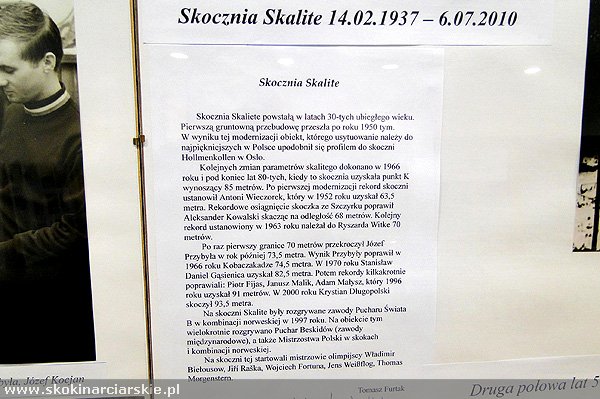 Skocznia Skalite 14.02.1937 – 6.07.2010
Skocznia Skalite
Skocznia Skaliete powstałą w latach 30-tych ubiegłego wieku.
Pierwszą gruntowną przebudowę przeszła po roku 1950 tym.
W wyniku tej modernizacji obiekt, którego usytuowanie należy do
najpiękniejszych w Polsce upodobnił się profilem do skoczni
Hollmenkollen w Oslo.
Kolejnych zmian parametrów skalitego dokonano w 1966
roku i pod koniec lat 80-tych, kiedy to skocznia uzyskała punkt K
wynoszący 85 metrów. Po pierwszej modernizacji rekord skoczni
ustanowił Antoni Wieczorek, który w 1952 roku uzyskał 63,5
metra. Rekordowe osiągnięcie skoczka ze Szczyrku poprawił
Aleksander Kowalski skacząc na odległość 68 metrów. Kolejny
rekord ustanowiony w 1963 roku należał do Ryszarda Witke 70
metrów.
Po raz pierwszy granice 70 metrów przekroczył Józef
Przybyła w rok później 73,5 metra. Wynik Przybyły poprawił w
1966 roku Kobaczakadze 74,5 metra. W 1970 roku Stanisław
Daniel Gąsienica uzyskał 82,5 metra. Potem rekordy kilkakrotnie
poprawiali: Piotr Fijas, Janusz Malik, Adam Małysz, który 1996
roku uzyskał 91 metrów. W 2000 roku Krystian Długopolski
skoczył 93,5 metra.
Na skoczni Skalite były rozgrywane zawody Pucharu Świata
B w kombinacji norweskiej w 1997 roku. Na obiekcie tym
wielokrotnie rozgrywano Puchar Beskidów (zawody
międzynarodowe), a także Mistrzostwa Polski w skokach
i kombinacji norweskiej.
Na skoczni tej startowali mistrzowie olimpijscy Władimir
Biełousow, Jiři Raška, Wojciech Fortuna, Jens Weißflog, Thomas
Morgenstern.
Tomasz Furtak
była, Józef Kocjan
Druga połowa lat 5
www.skokinarciarskie.pl